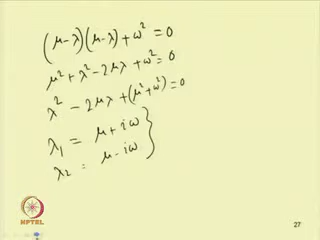 (μ-λ)(μ-λ)+ω²=0
μ²+λ²-2μλ+ω²=0
λ²-2μλ+(μ²+ω²)=0
λ₁ = μ+iω }
λ₂ = μ-iω
NPTEL
27